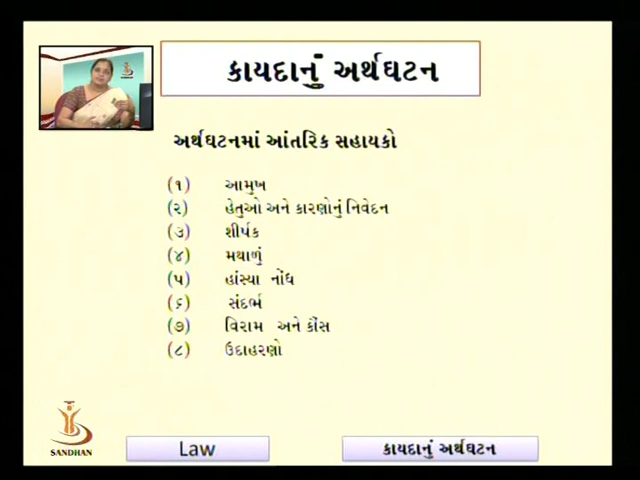 કાયદાનું અર્થઘટન
અર્થઘટનમાં આંતરિક સહાયકો
(૧) આમુખ
(૨) હેતુઓ અને કારણોનું નિવેદન
(૩) શીર્ષક
(૪) મથાળું
(૫) હાંસ્યા નોંધ
(૬) સંદર્ભ
(૭) વિરામ અને કૌંસ
(૮) ઉદાહરણો
SANDHAN
Law
કાયદાનું અર્થઘટન